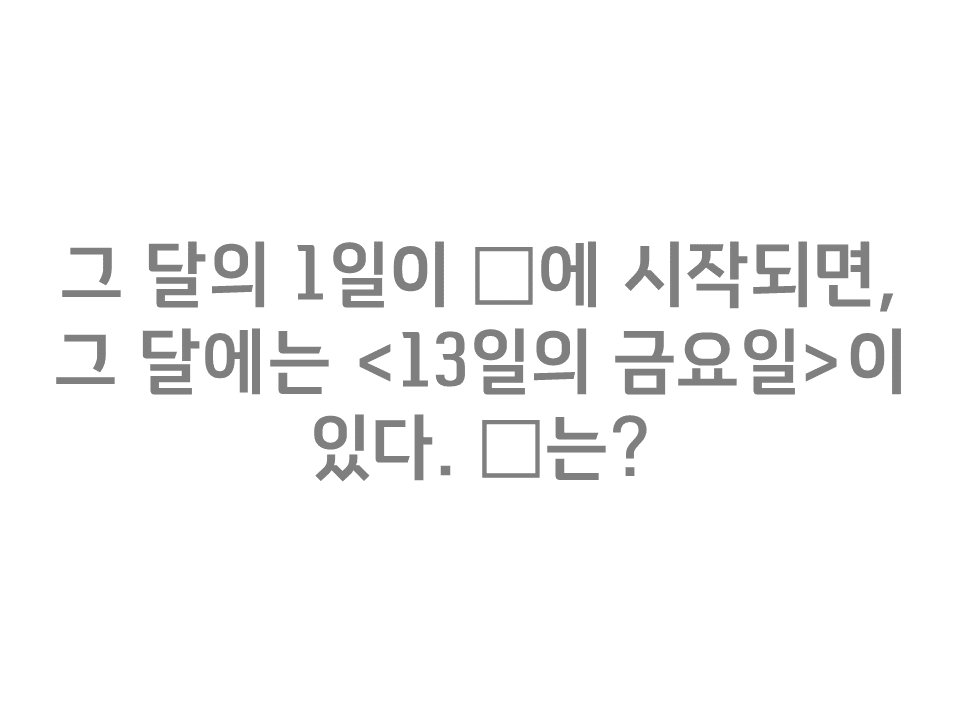 그 달의 1일이 □에 시작되면,
그 달에는 <13일의 금요일>이
있다. □는?